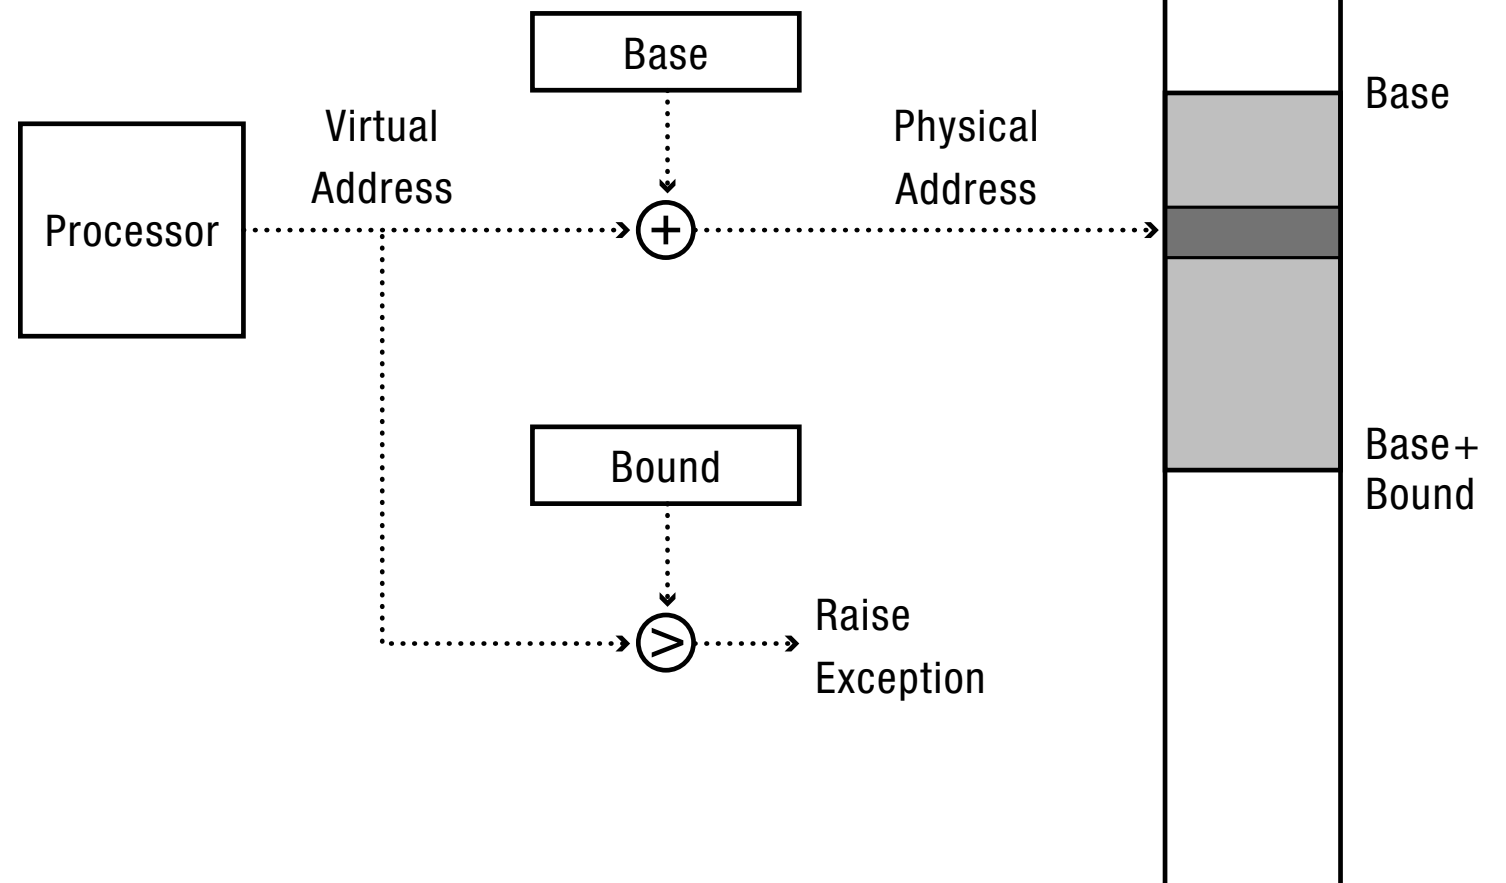 Base
Base
Virtual
Address
Physical
Address
Processor
+
Base+
Bound
Bound
>
Raise
Exception